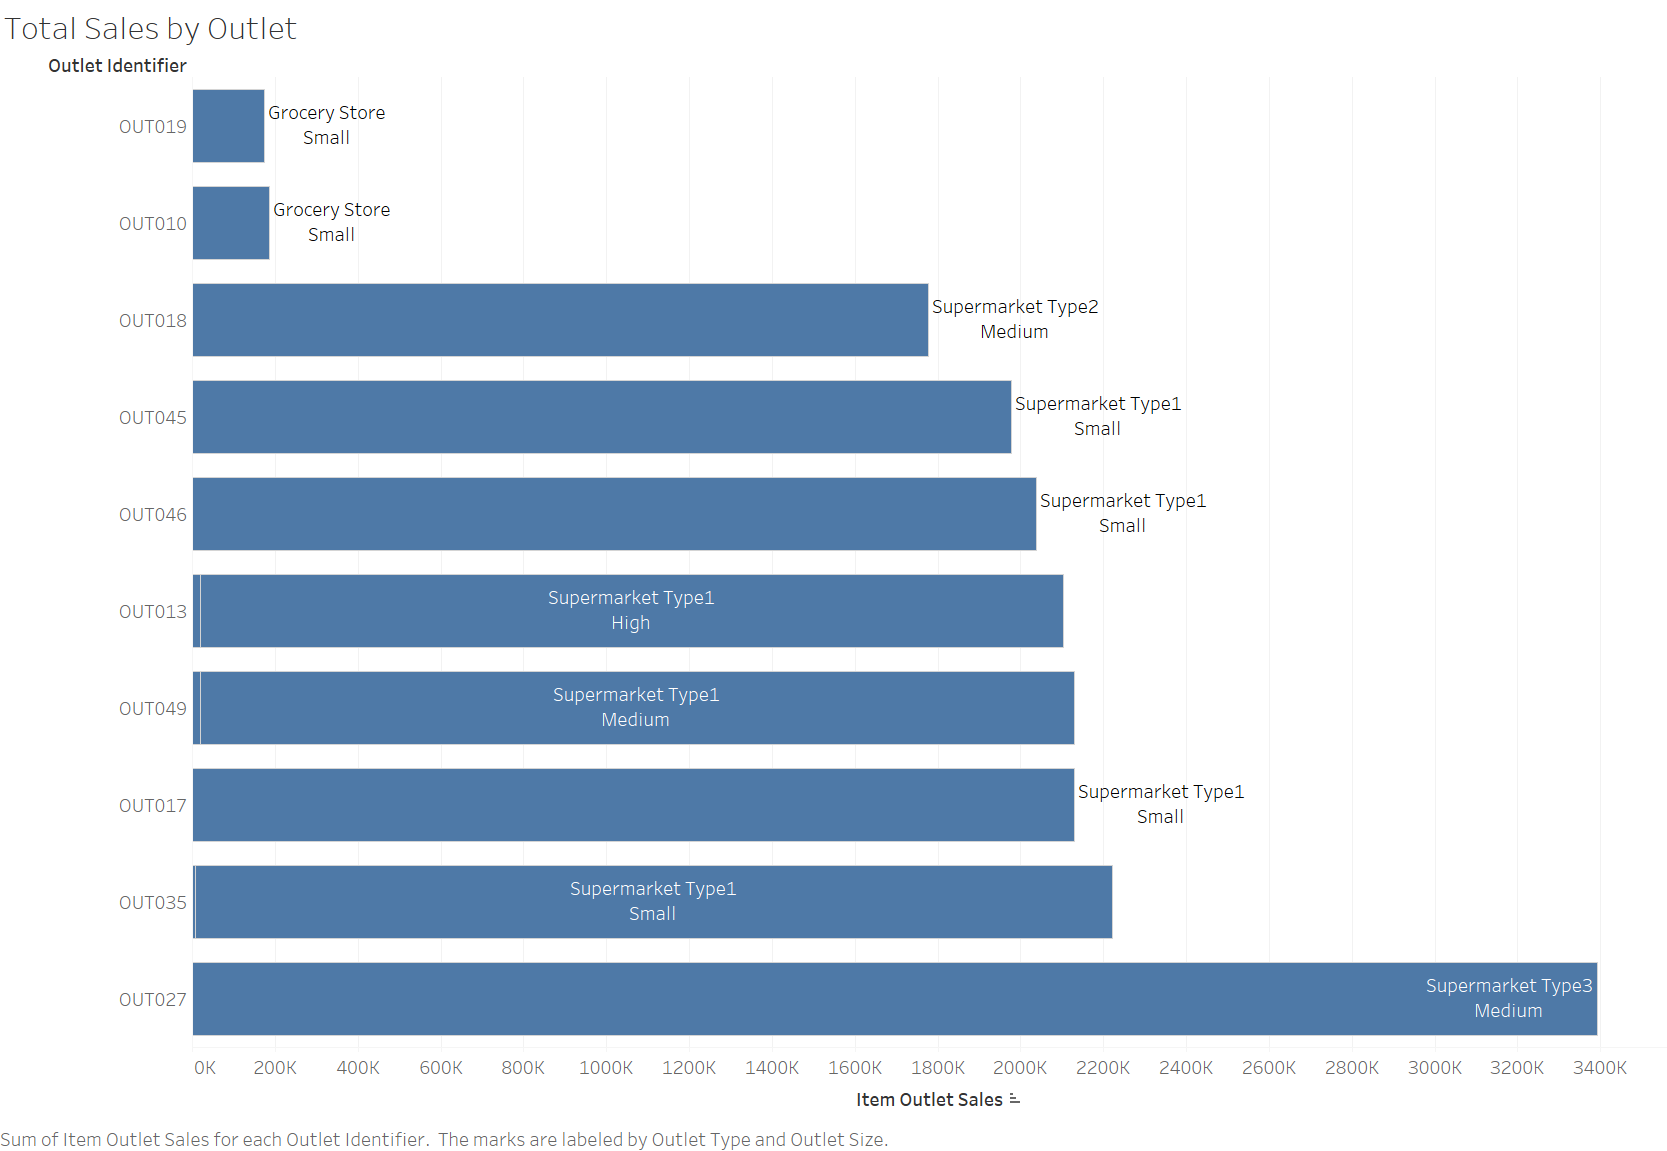 Total Sales by Outlet
Outlet Identifier
OUT019
Grocery Store
Small
OUT010
Grocery Store
Small
OUT018
Supermarket Type2
Medium
OUT045
Supermarket Type1
Small
OUT046
Supermarket Type1
Small
OUT013
Supermarket Type1
High
OUT049
Supermarket Type1
Medium
OUT017
Supermarket Type1
Small
OUT035
Supermarket Type1
Small
OUT027
Supermarket Type3
Medium
0K 200K 400K 600K 800K 1000K 1200K 1400K 1600K 1800K 2000K 2200K 2400K 2600K 2800K 3000K 3200K 3400K
Item Outlet Sales
Sum of Item Outlet Sales for each Outlet Identifier.  The marks are labeled by Outlet Type and Outlet Size.